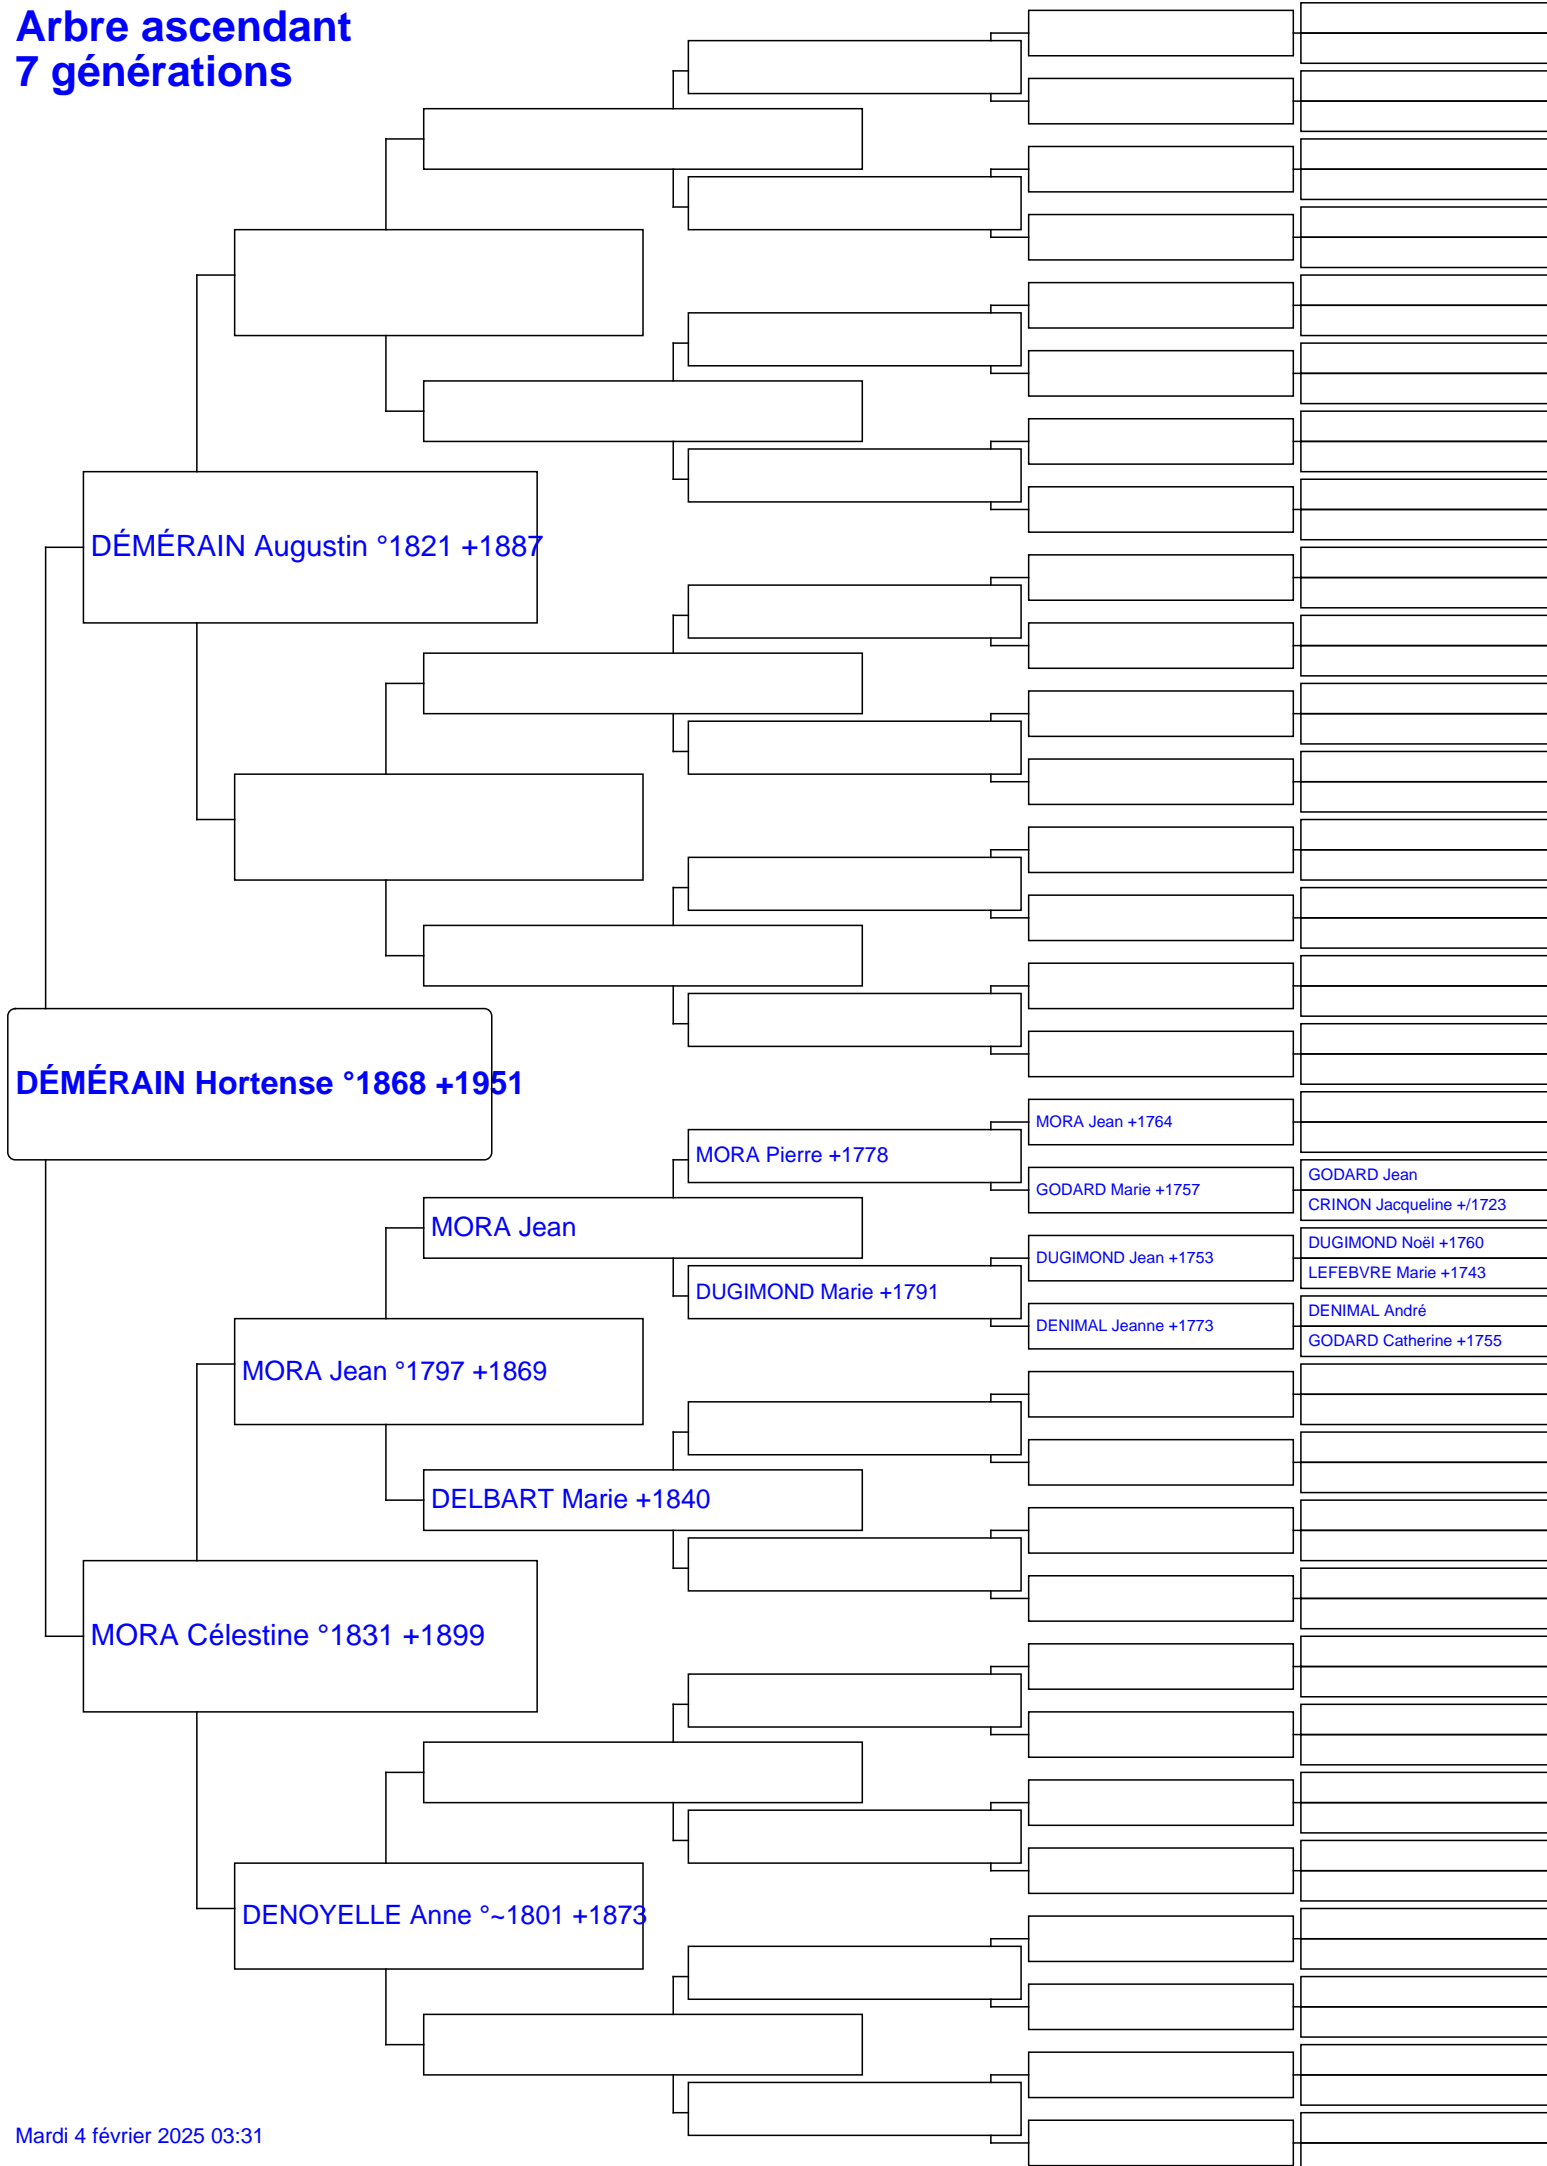 Arbre ascendant
7 générations
DÉMÉRAIN Augustin °1821 +1887
DÉMÉRAIN Hortense °1868 +1951
MORA Jean +1764
MORA Pierre +1778
GODARD Jean
GODARD Marie +1757
CRINON Jacqueline +/1723
MORA Jean
DUGIMOND Noël +1760
DUGIMOND Jean +1753
LEFEBVRE Marie +1743
DUGIMOND Marie +1791
DENIMAL André
DENIMAL Jeanne +1773
GODARD Catherine +1755
MORA Jean °1797 +1869
DELBART Marie +1840
MORA Célestine °1831 +1899
DENOYELLE Anne °~1801 +1873
Mardi 4 février 2025 03:31